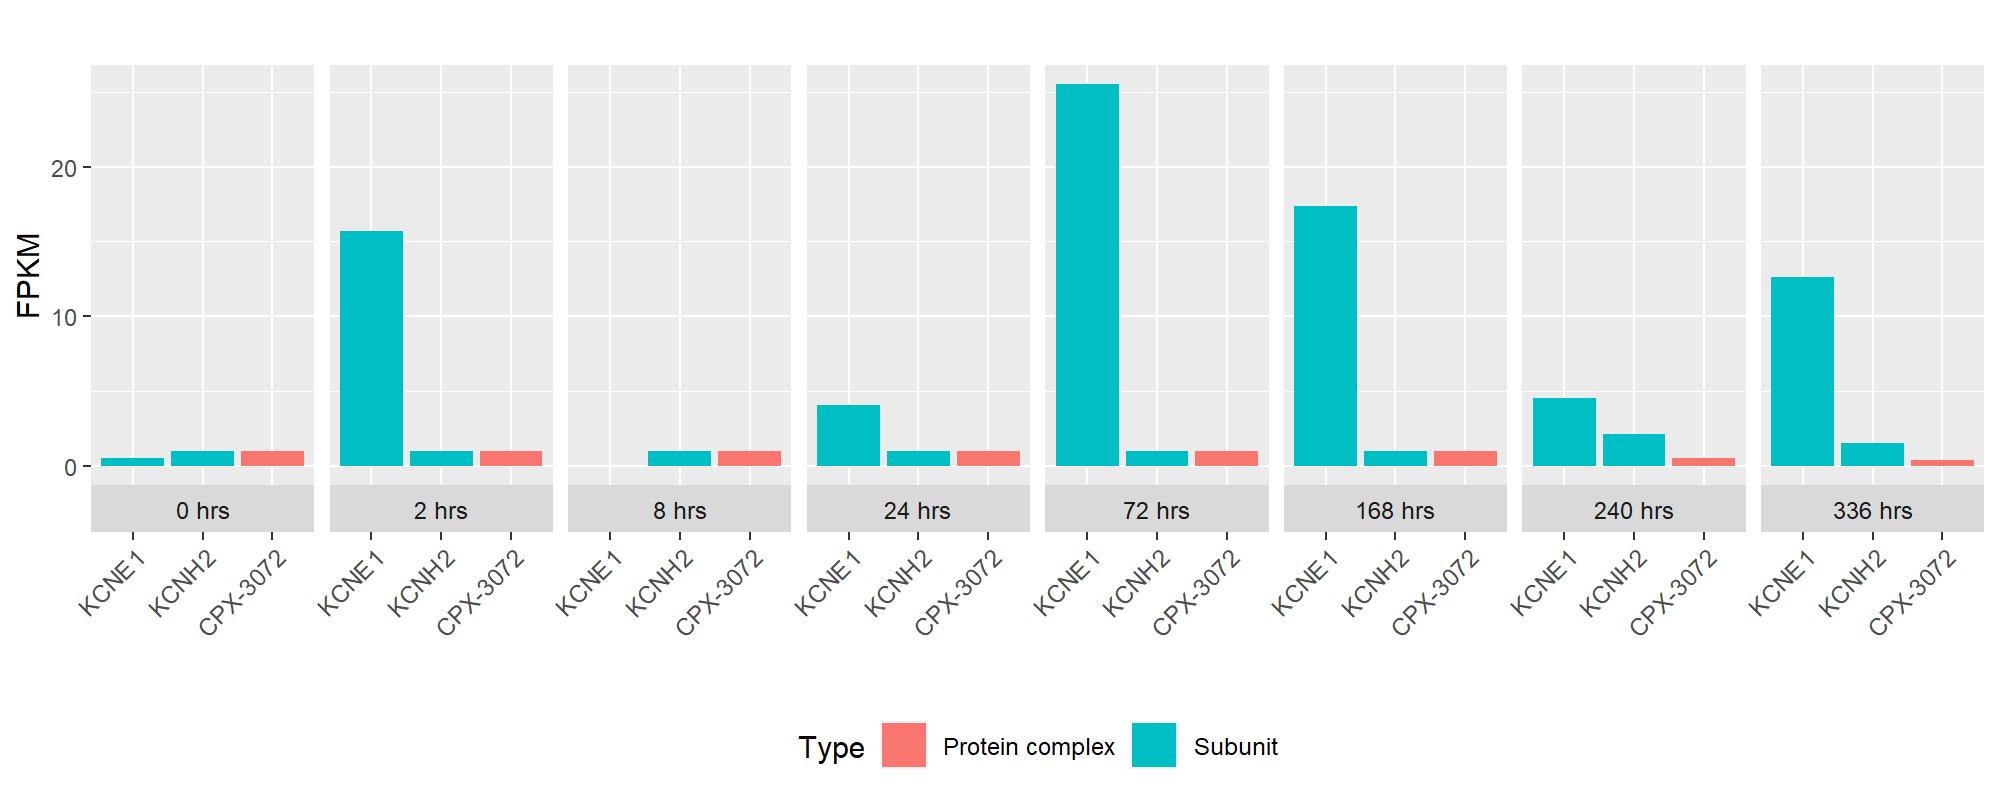 FPKM
20
10
0
0 hrs 2 hrs 8 hrs 24 hrs 72 hrs 168 hrs 240 hrs 336 hrs
KCNE1 KCNH2 CPX-3072 KCNE1 KCNH2 CPX-3072 KCNE1 KCNH2 CPX-3072 KCNE1 KCNH2 CPX-3072 KCNE1 KCNH2 CPX-3072 KCNE1 KCNH2 CPX-3072 KCNE1 KCNH2 CPX-3072 KCNE1 KCNH2 CPX-3072
Type Protein complex Subunit